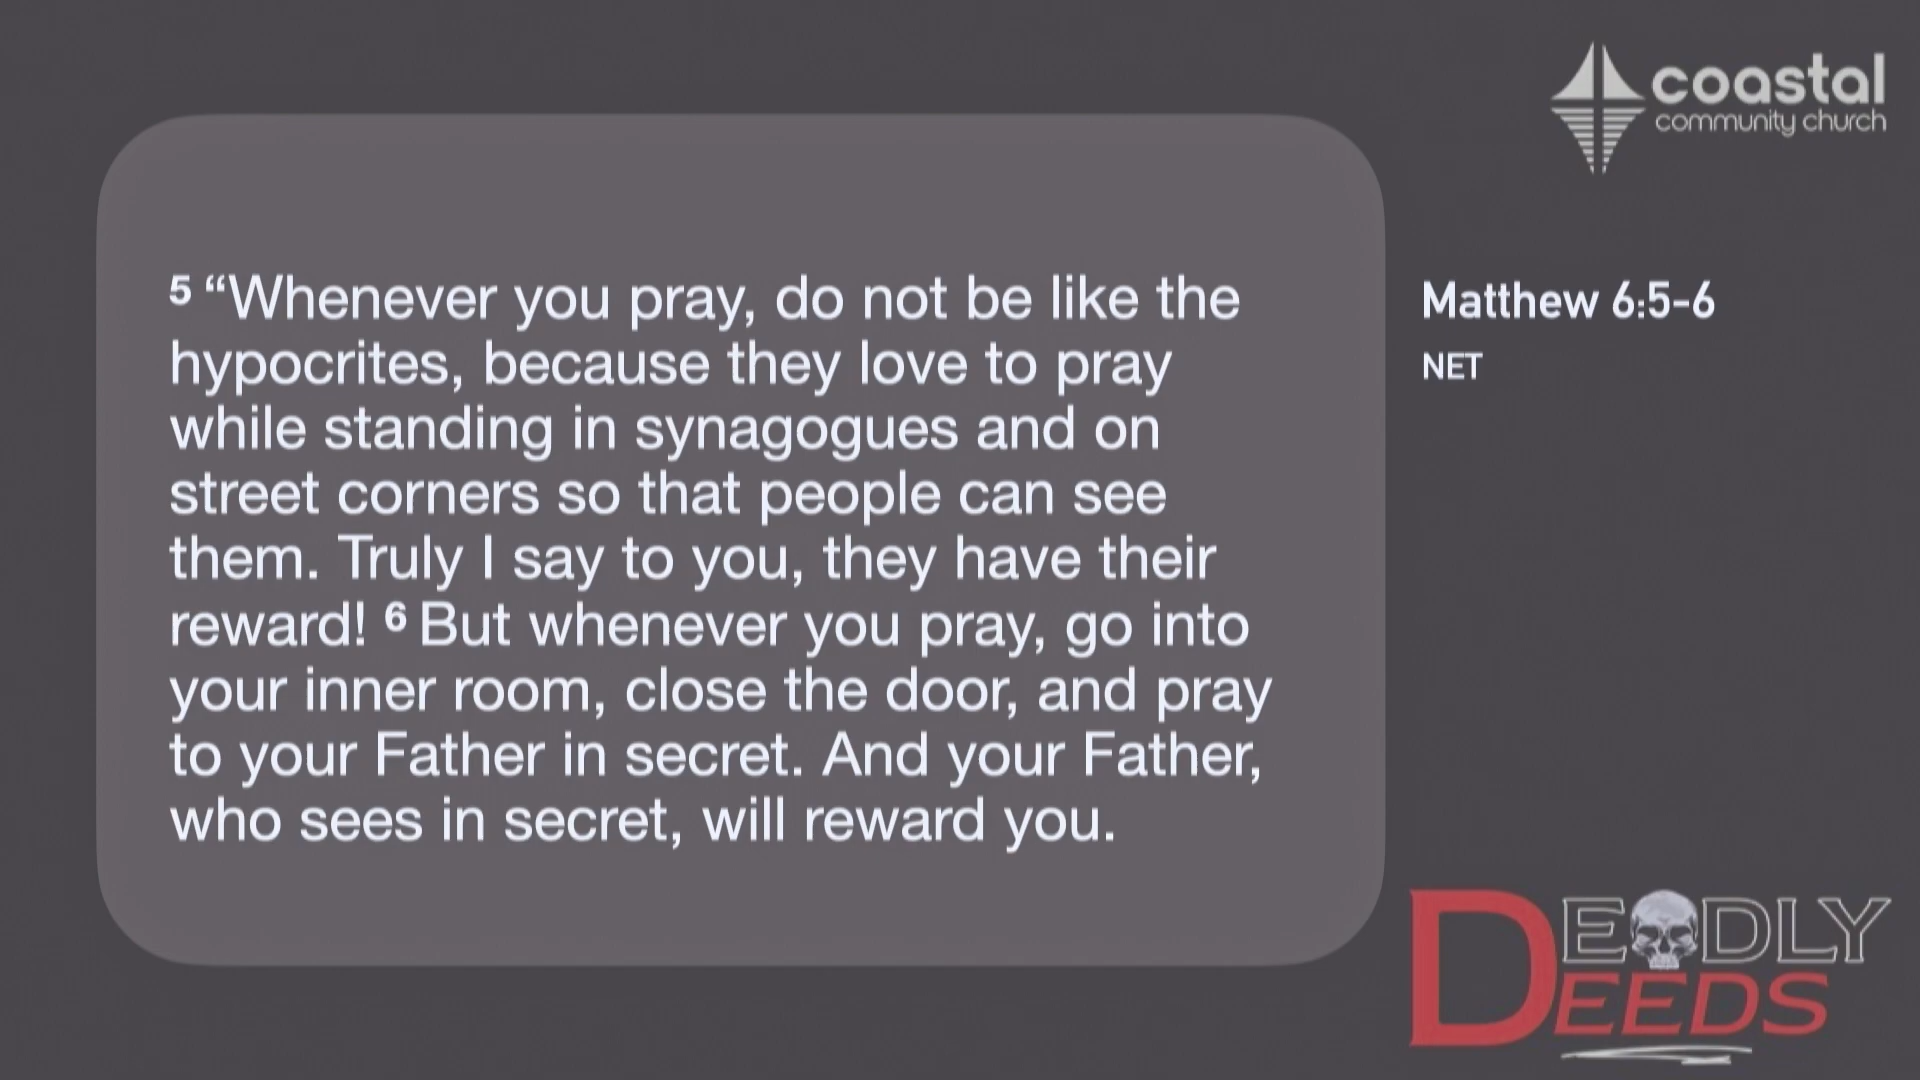 coastal
community church
⁵ “Whenever you pray, do not be like the
hypocrites, because they love to pray
while standing in synagogues and on
street corners so that people can see
them. Truly I say to you, they have their
reward! ⁶ But whenever you pray, go into
your inner room, close the door, and pray
to your Father in secret. And your Father,
who sees in secret, will reward you.
Matthew 6:5-6
NET
DEADLY
DEEDS